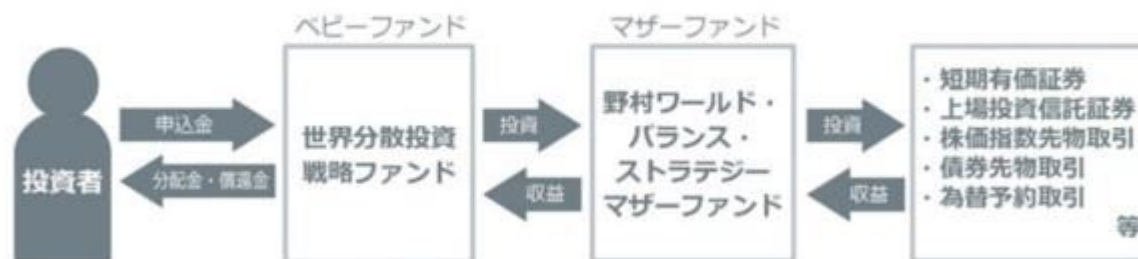 ベビーファンド
マザーファンド
投資者
申込金
分配金・償還金
世界分散投資
戦略ファンド
投資
収益
野村ワールド・
バランス・
ストラテジー
マザーファンド
投資
収益
・短期有価証券
・上場投資信託証券
・株価指数先物取引
・債券先物取引
・為替予約取引
等